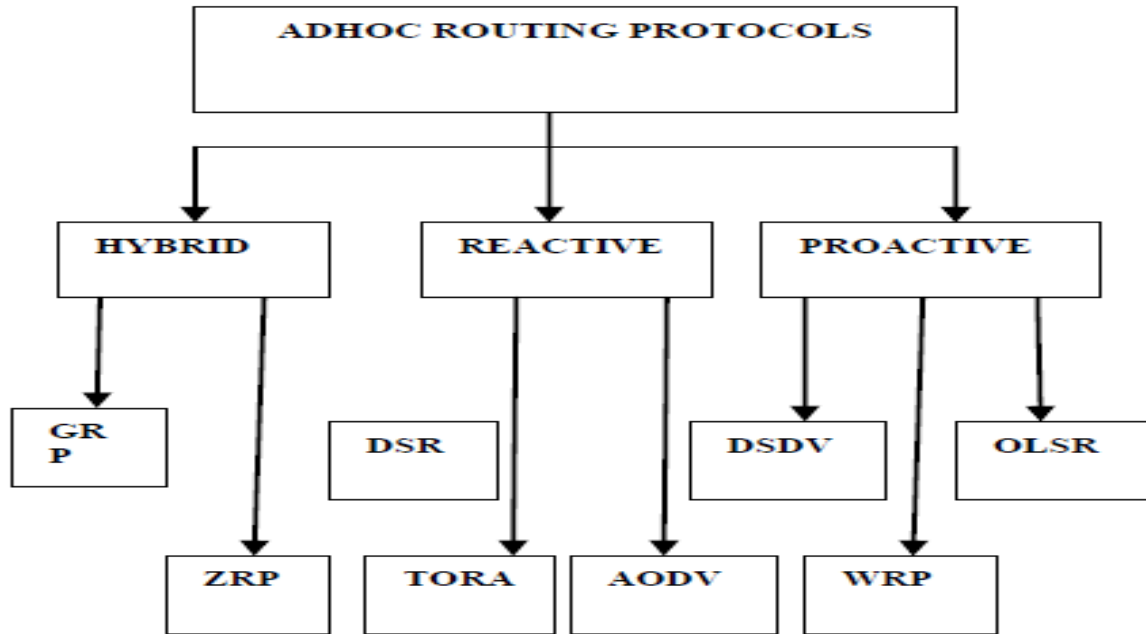 ADHOC ROUTING PROTOCOLS
HYBRID
REACTIVE
PROACTIVE
GR
P
DSR
DSDV
OLSR
ZRP
TORA
AODV
WRP